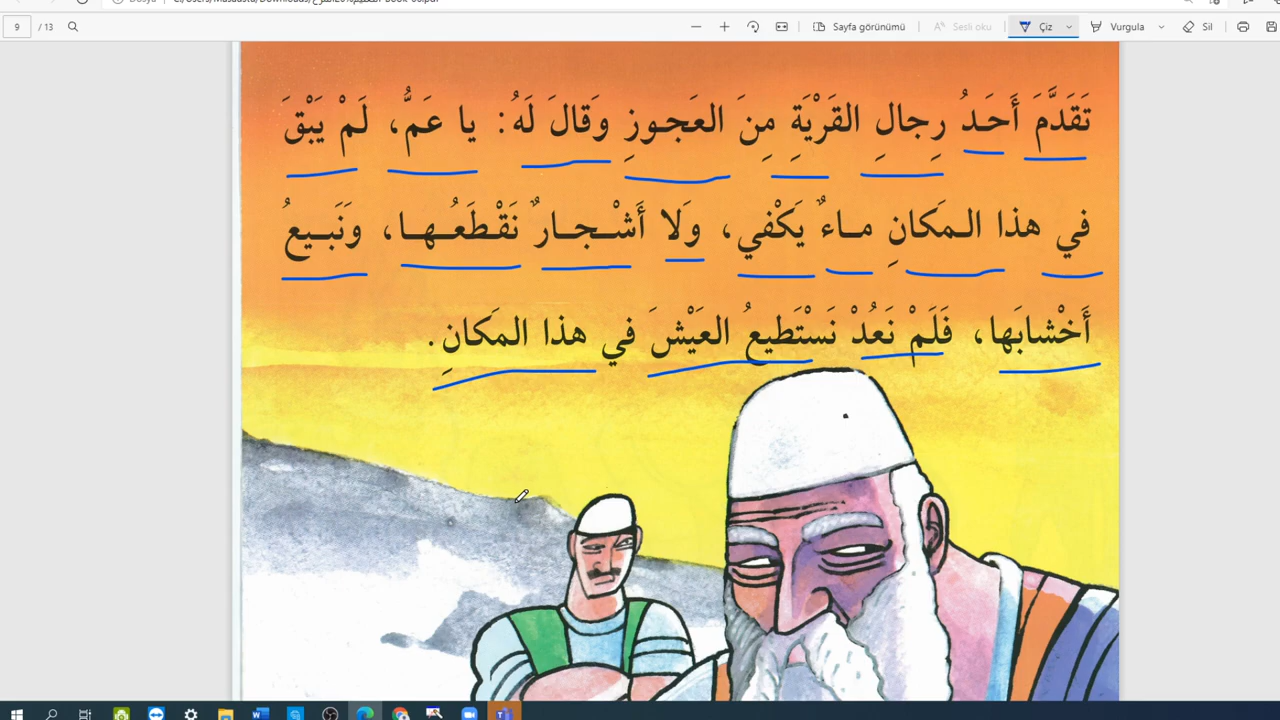 9 / 13
Sayfa görünümü
Sesli oku
Çiz
Vurgula
Sil
تَقَدَّمَ أَحَدُ رِجالِ القَرْيَةِ مِنَ العَجوزِ وَقالَ لَهُ: يا عَمُّ، لَمْ يَبْقَ
في هذا المَكانِ ماءٌ يَكْفي، وَلا أَشْجارٌ نَقْطَعُها، وَنَبيعُ
أَخْشابَها، فَلَمْ نَعُدْ نَسْتَطيعُ العَيْشَ في هذا المَكانِ.